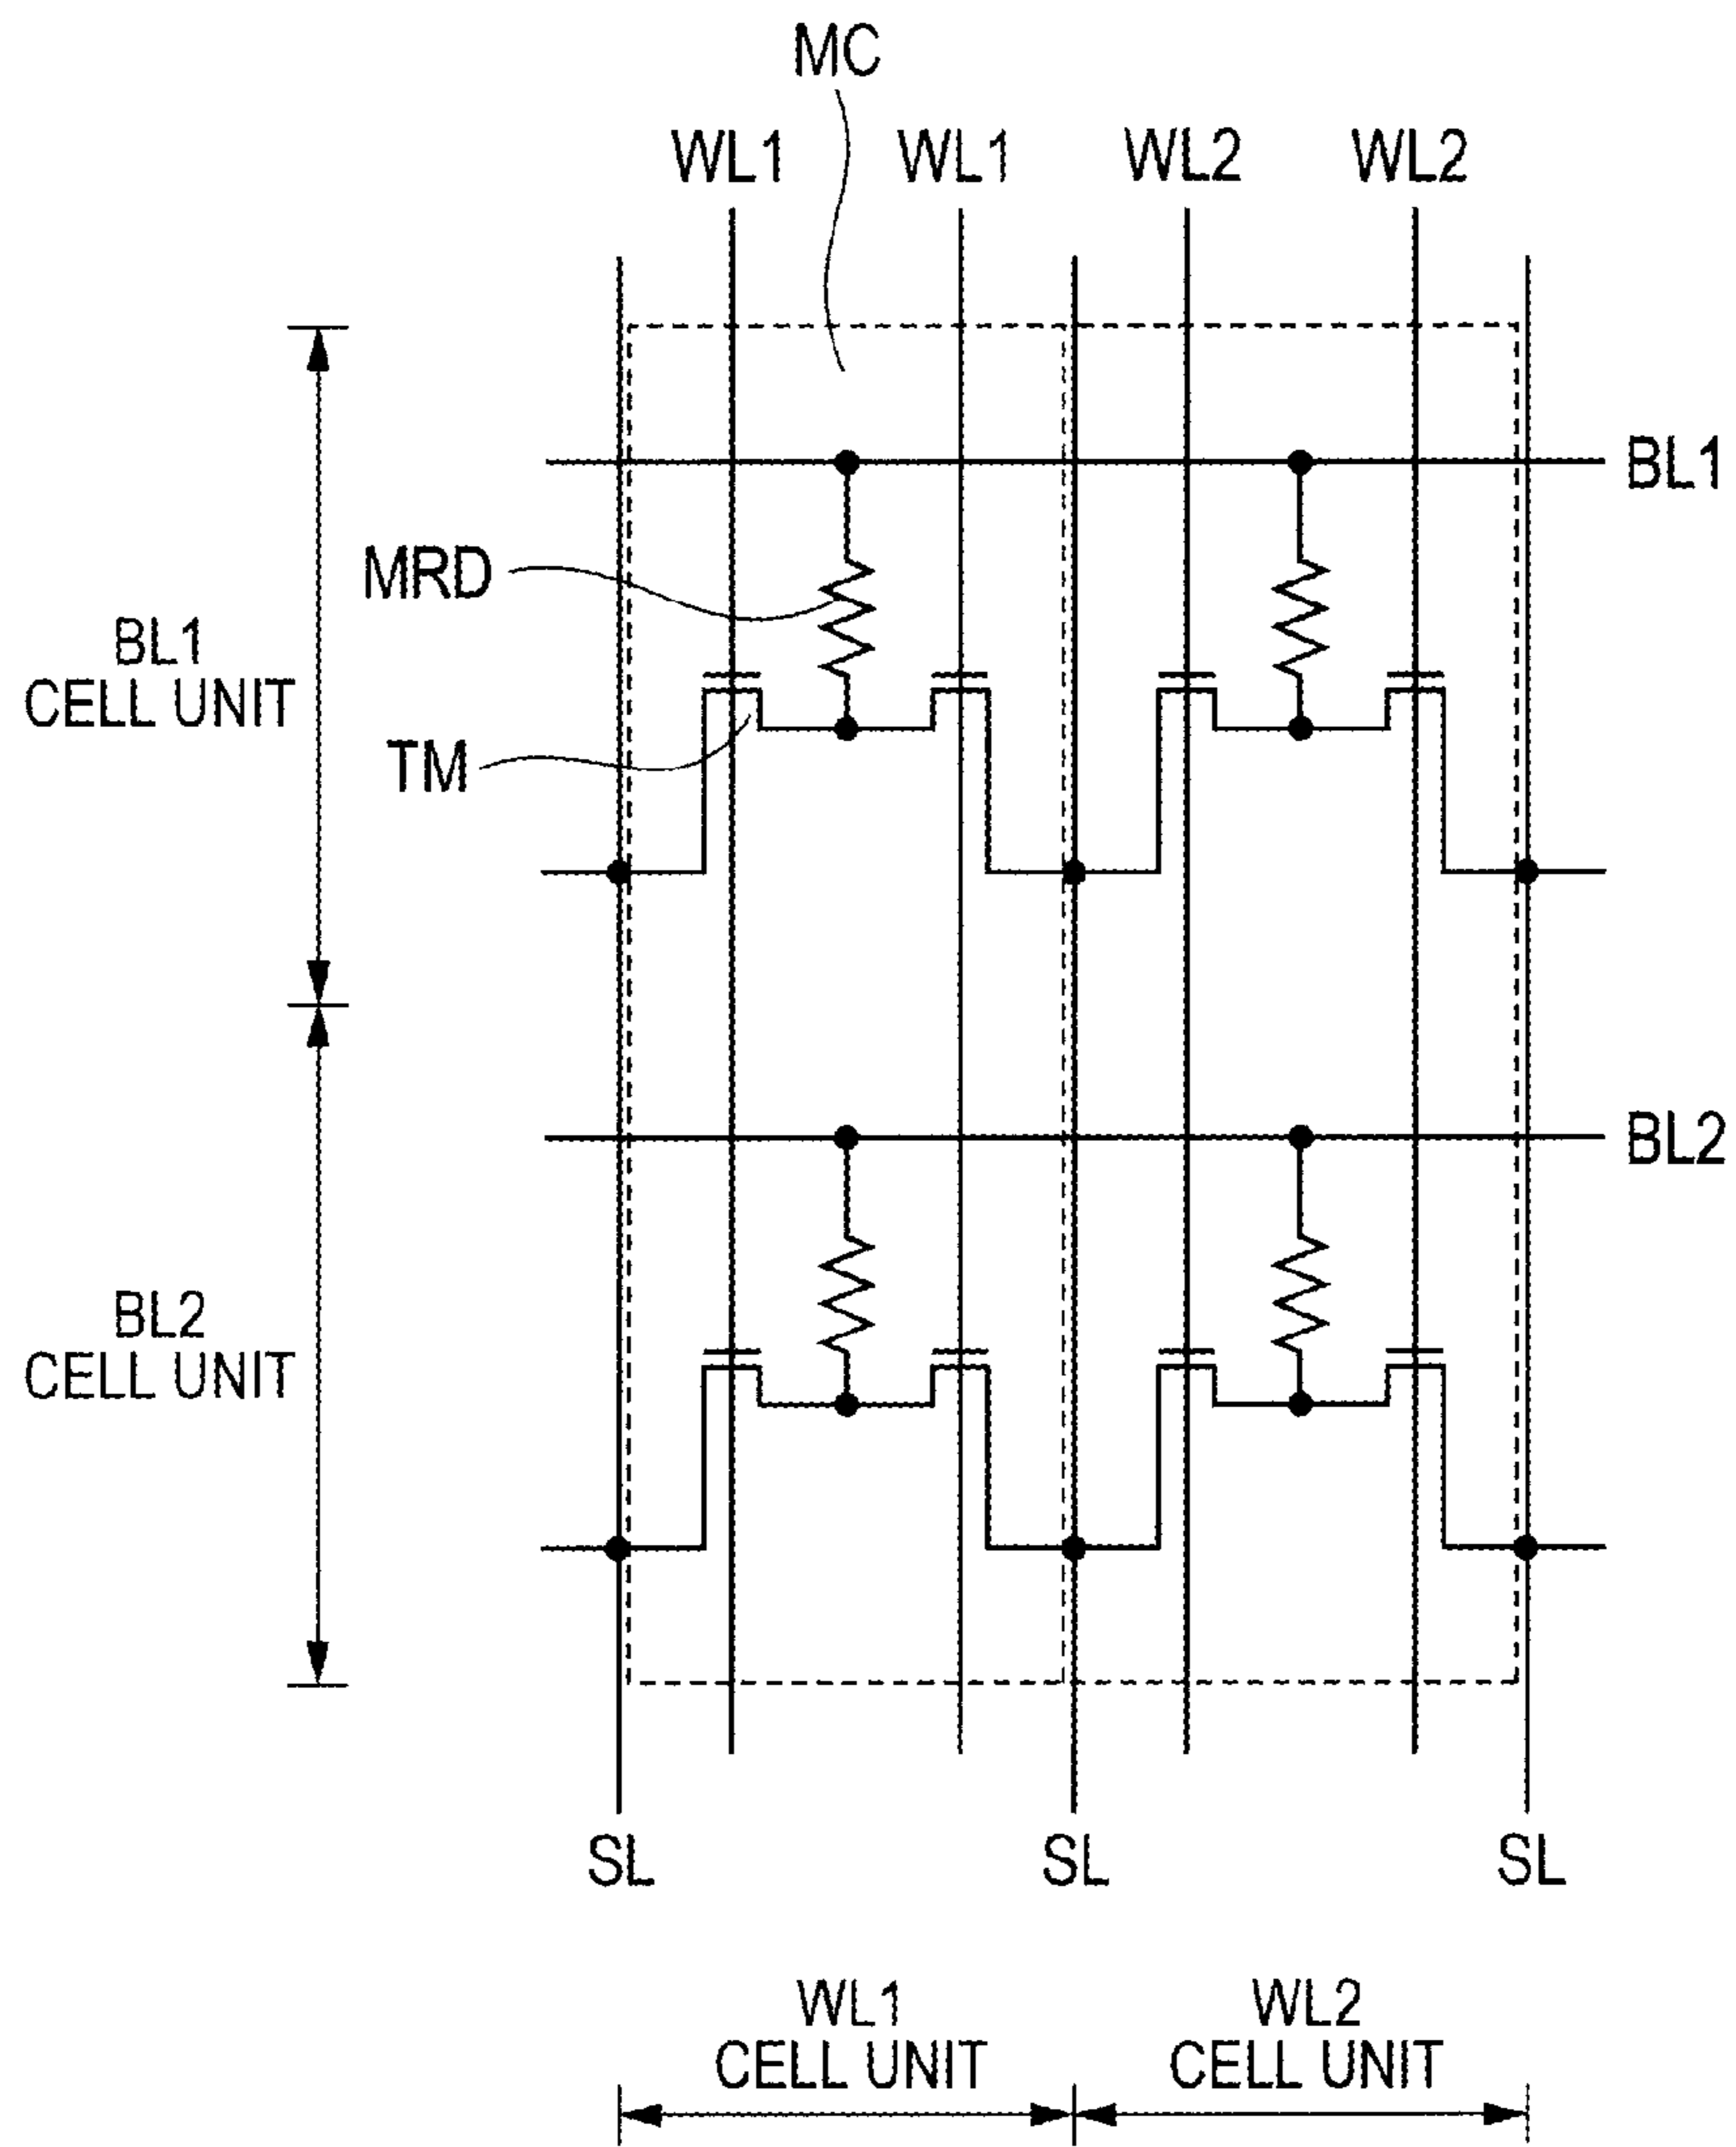 MC
WL1 WL1 WL2 WL2
BL1
MRD
BL1
CELL UNIT
TM
BL2
BL2
CELL UNIT
SL SL SL
WL1 WL2
CELL UNIT CELL UNIT